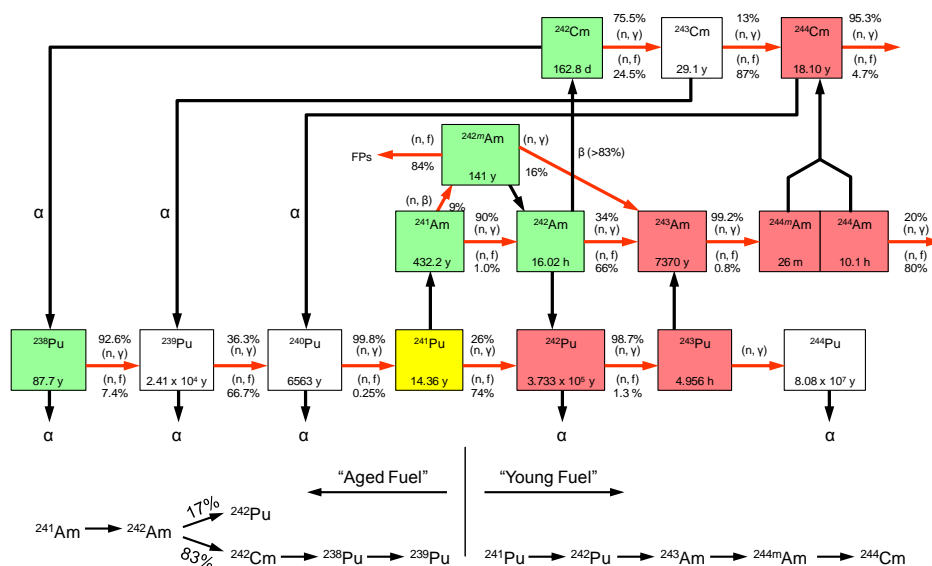 75.5% 13% 95.3%
²⁴²Cm (n, γ) ²⁴³Cm (n, γ) ²⁴⁴Cm (n, γ)
162.8 d (n, f) 29.1 y (n, f) 18.10 y (n, f)
24.5% 87% 4.7%
(n, f) ²⁴²ᵐAm (n, γ)
FPs 84% 141 y 16% β (>83%)
(n, β) 9%
α α α
²⁴¹Am 90% ²⁴²Am 34% ²⁴³Am 99.2% ²⁴⁴ᵐAm ²⁴⁴Am 20%
(n, γ) (n, γ) (n, γ) (n, γ)
432.2 y (n, f) 16.02 h (n, f) 7370 y (n, f) 26 m 10.1 h (n, f)
1.0% 66% 0.8% 80%
²³⁸Pu 92.6% ²³⁹Pu 36.3% ²⁴⁰Pu 99.8% ²⁴¹Pu 26% ²⁴²Pu 98.7% ²⁴³Pu ²⁴⁴Pu
(n, γ) (n, γ) (n, γ) (n, γ) (n, γ) (n, γ)
87.7 y (n, f) 2.41 x 10⁴ y (n, f) 6563 y (n, f) 14.36 y (n, f) 3.733 x 10⁵ y (n, f) 4.956 h 8.08 x 10⁷ y
7.4% 66.7% 0.25% 74% 1.3 %
α α α α α
“Aged Fuel” “Young Fuel”
17% ²⁴²Pu
²⁴¹Am ²⁴²Am
83% ²⁴²Cm ²³⁸Pu ²³⁹Pu
²⁴¹Pu ²⁴²Pu ²⁴³Am ²⁴⁴ᵐAm ²⁴⁴Cm